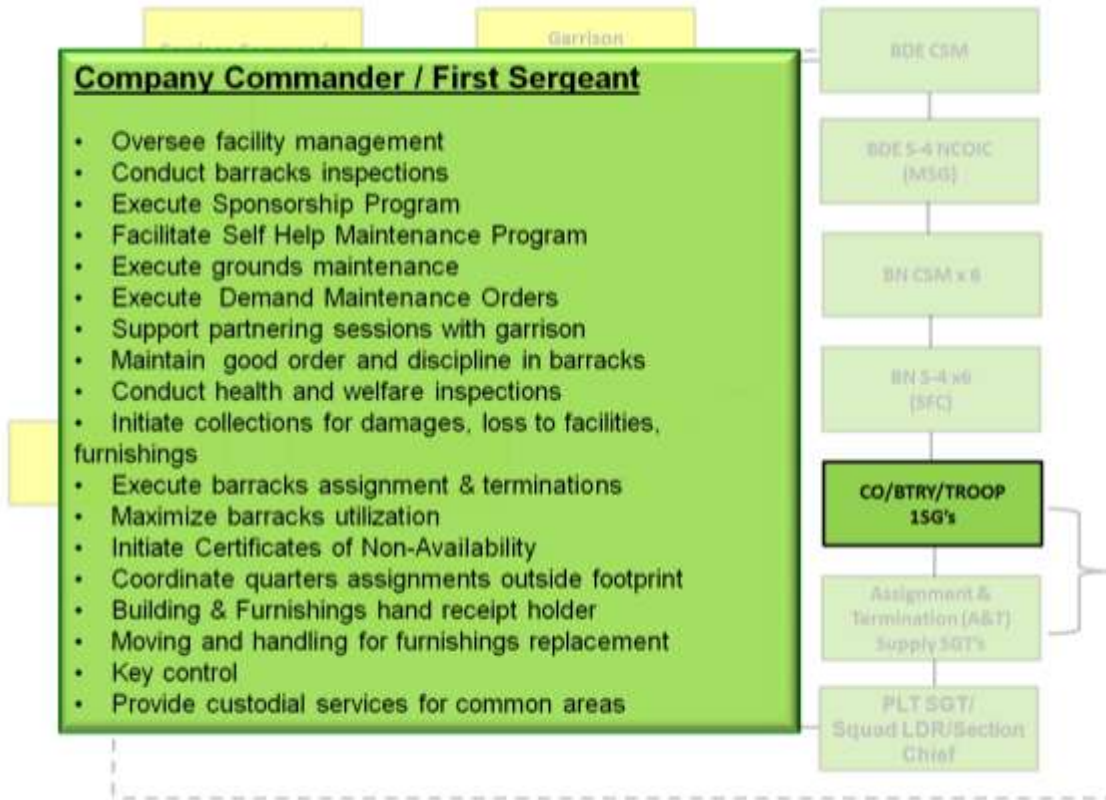 Garrison
Company Commander / First Sergeant
• Oversee facility management
• Conduct barracks inspections
• Execute Sponsorship Program
• Facilitate Self Help Maintenance Program
• Execute grounds maintenance
• Execute Demand Maintenance Orders
• Support partnering sessions with garrison
• Maintain good order and discipline in barracks
• Conduct health and welfare inspections
• Initiate collections for damages, loss to facilities,
furnishings
• Execute barracks assignment & terminations
• Maximize barracks utilization
• Initiate Certificates of Non-Availability
• Coordinate quarters assignments outside footprint
• Building & Furnishings hand receipt holder
• Moving and handling for furnishings replacement
• Key control
• Provide custodial services for common areas
BDE CSM
BDE S-4 NCOIC
(MSG)
BN CSM x 6
BN S-4 x6
(SFC)
CO/BTRY/TROOP
1SG's
Assignment &
Termination (A&T)
Supply SGT's
PLT SGT/
Squad LDR/Section
Chief